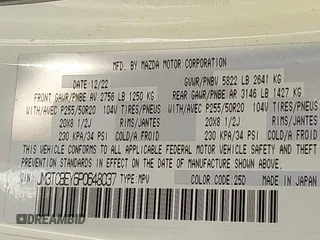 MFD. BY MAZDA MOTOR CORPORATION
DATE 12/22 GVWR/PNBV 5822 LB 2641 KG
FRONT GAWR/PNBE AV 2756 LB 1250 KG REAR GAWR/PNBE AR 3146 LB 1427 KG
WITH/AVEC P255/50R20 104V TIRES/PNEUS WITH/AVEC P255/50R20 104V TIRES/PNEUS
20X8 1/2J RIMS/JANTES 20X8 1/2J RIMS/JANTES
230 KPA/34 PSI COLD/A FROID 230 KPA/34 PSI COLD/A FROID
THIS VEHICLE CONFORMS TO ALL APPLICABLE FEDERAL MOTOR VEHICLE SAFETY AND THEFT
PREVENTION STANDARDS IN EFFECT ON THE DATE OF MANUFACTURE SHOWN ABOVE.
VIN: JM3TCBEY6P0648037 TYPE:MPV COLOR CODE:25D MADE IN JAPAN
DREAMBID